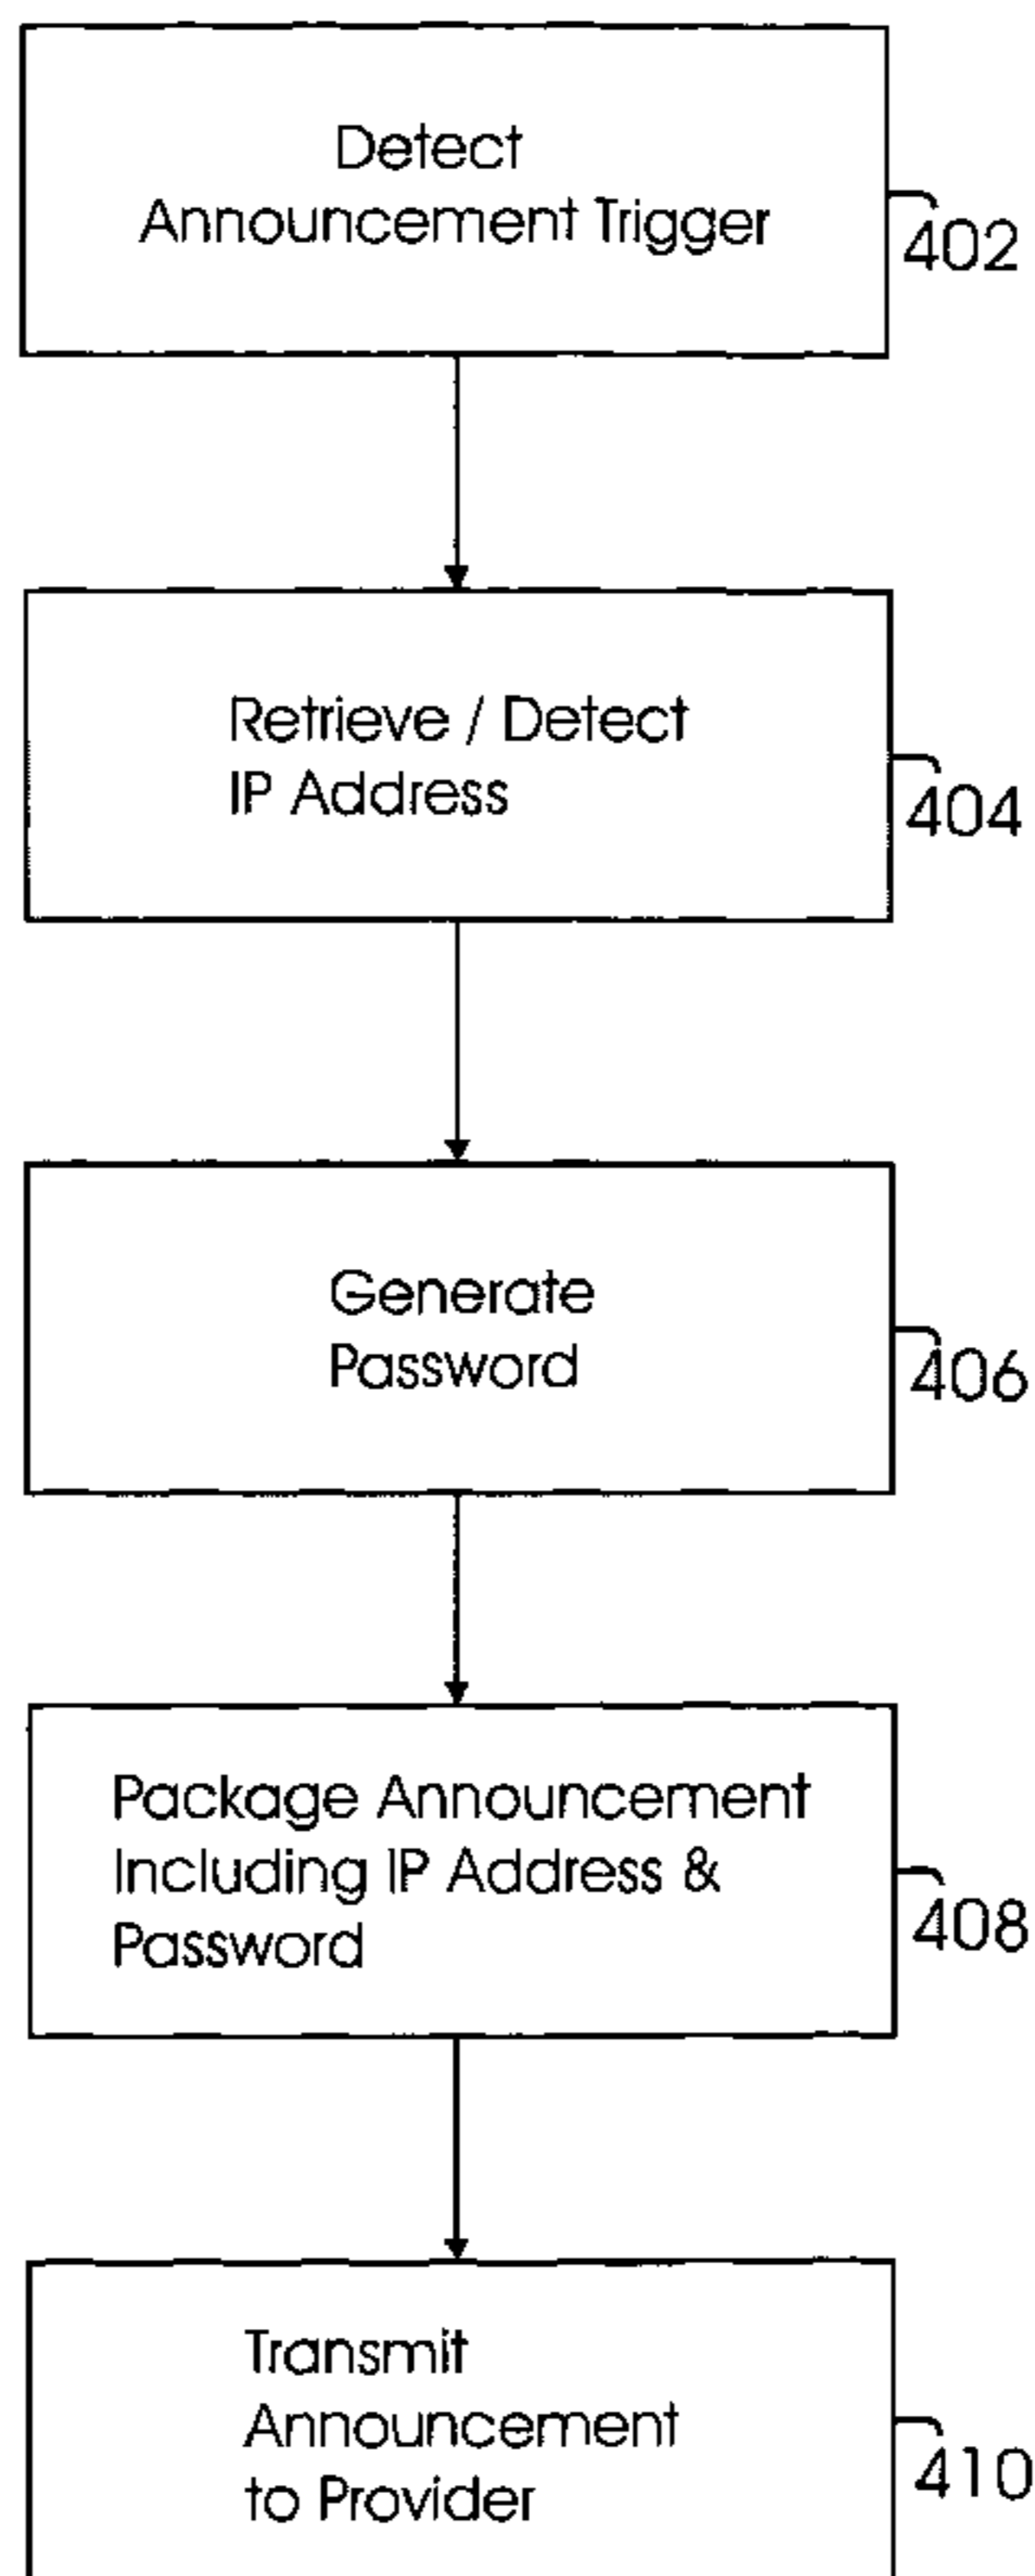 Detect
Announcement Trigger
402
Retrieve / Detect
IP Address
404
Generate
Password
406
Package Announcement
Including IP Address &
Password
408
Transmit
Announcement
to Provider
410